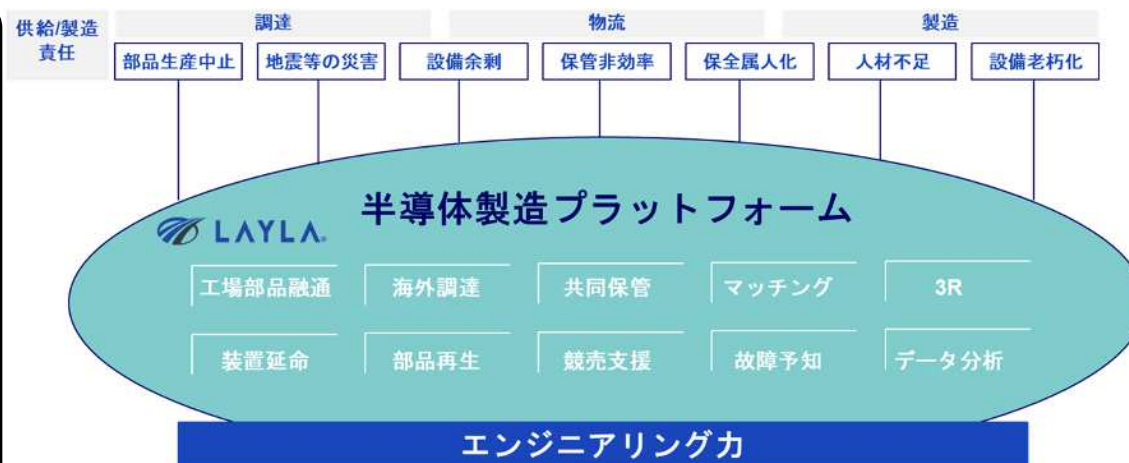 供給/製造
責任
調達
物流
製造
部品生産中止
地震等の災害
設備余剰
保管非効率
保全属人化
人材不足
設備老朽化
半導体製造プラットフォーム
LAYLA®
工場部品融通
海外調達
共同保管
マッチング
3R
装置延命
部品再生
競売支援
故障予知
データ分析
エンジニアリング力